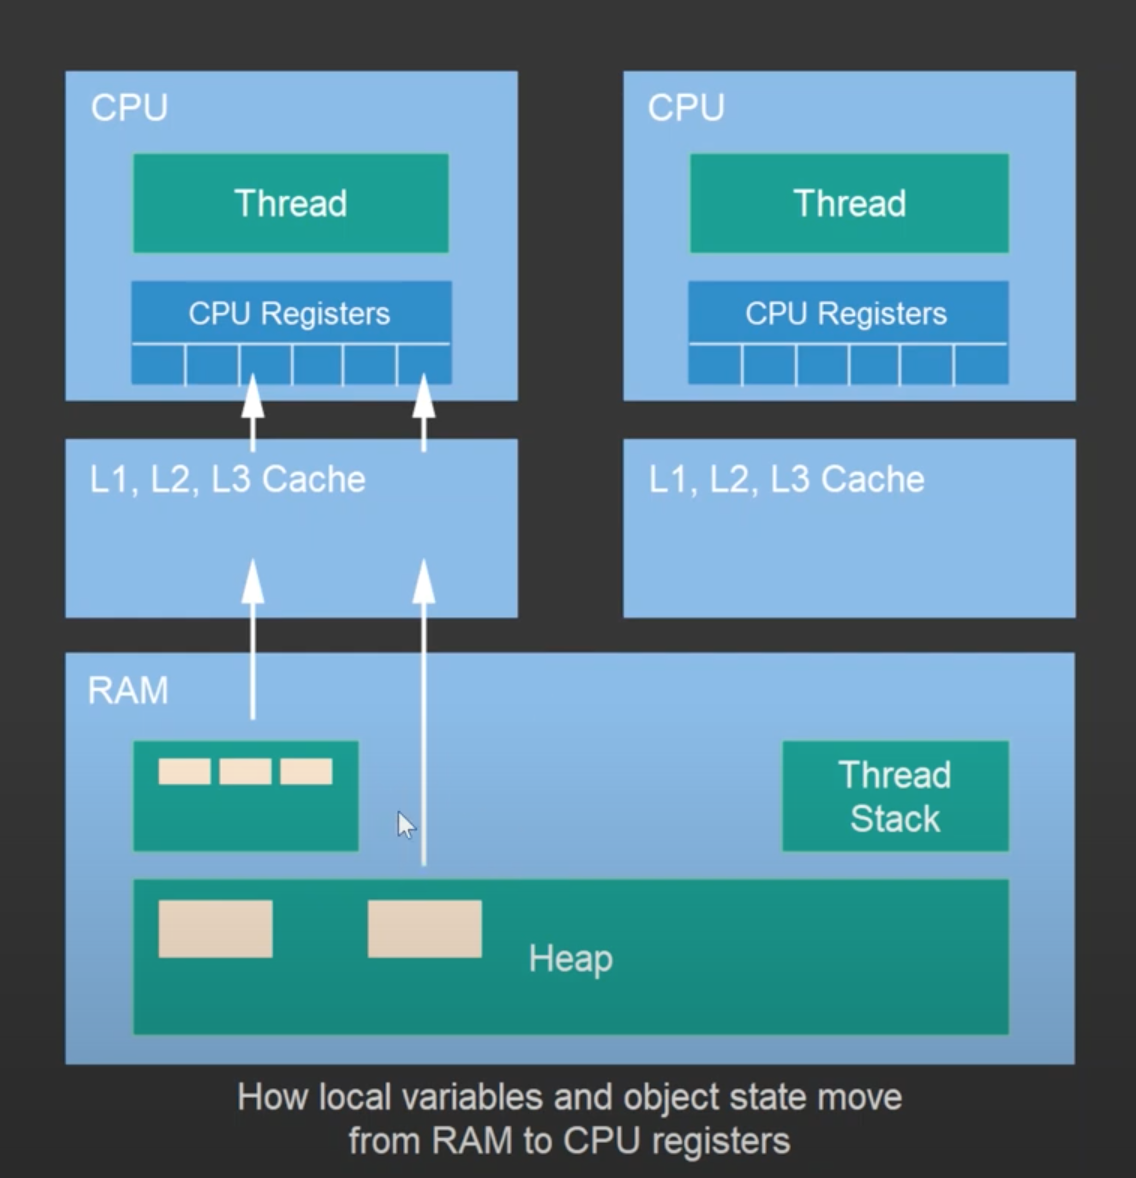 CPU
Thread
CPU Registers
L1, L2, L3 Cache
CPU
Thread
CPU Registers
L1, L2, L3 Cache
RAM
Thread
Stack
Heap
How local variables and object state move
from RAM to CPU registers